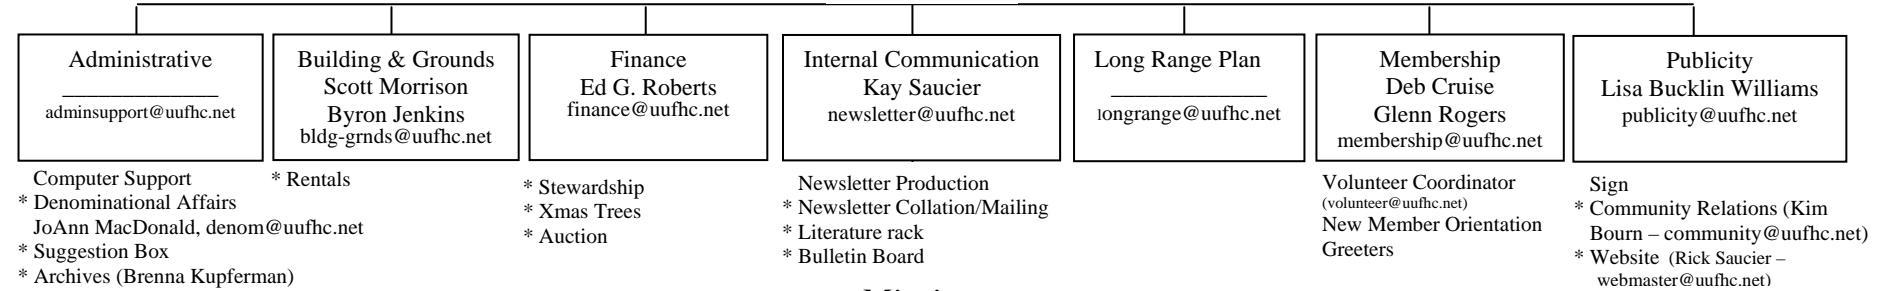 Administrative
_____________
adminsupport@uufhc.net
Computer Support
* Denominational Affairs
JoAnn MacDonald, denom@uufhc.net
* Suggestion Box
* Archives (Brenna Kupferman)
Building & Grounds
Scott Morrison
Byron Jenkins
bldg-grnds@uufhc.net
* Rentals
Finance
Ed G. Roberts
finance@uufhc.net
* Stewardship
* Xmas Trees
* Auction
Internal Communication
Kay Saucier
newsletter@uufhc.net
Newsletter Production
* Newsletter Collation/Mailing
* Literature rack
* Bulletin Board
Long Range Plan
_____________
longrange@uufhc.net
Membership
Deb Cruise
Glenn Rogers
membership@uufhc.net
Volunteer Coordinator
(volunteer@uufhc.net)
New Member Orientation
Greeters
Publicity
Lisa Bucklin Williams
publicity@uufhc.net
Sign
* Community Relations (Kim
Bourn – community@uufhc.net)
* Website (Rick Saucier –
webmaster@uufhc.net)